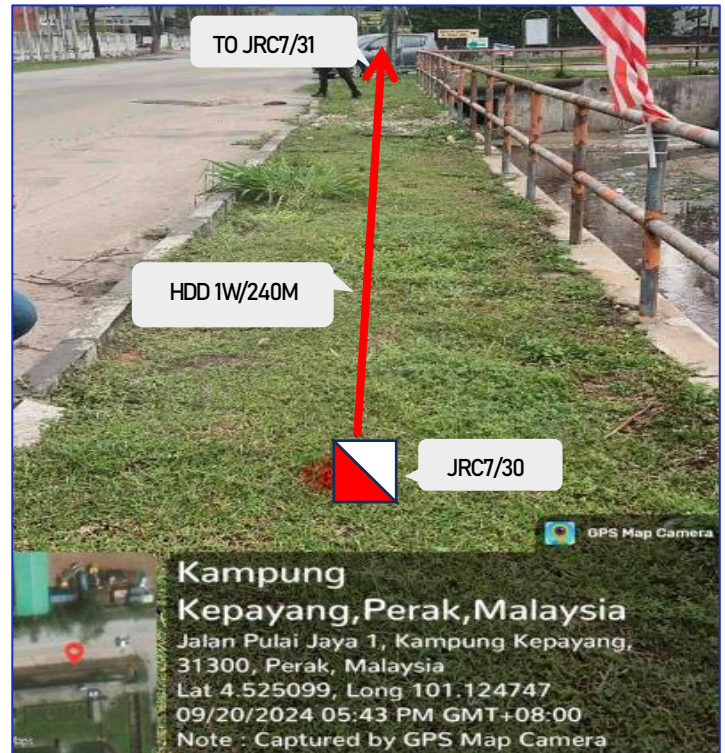 TO JRC7/31
HDD 1W/240M
JRC7/30
GPS Map Camera
Kampung
Kepayang,Perak,Malaysia
Jalan Pulai Jaya 1, Kampung Kepayang,
31300, Perak, Malaysia
Lat 4.525099, Long 101.124747
09/20/2024 05:43 PM GMT+08:00
Note : Captured by GPS Map Camera